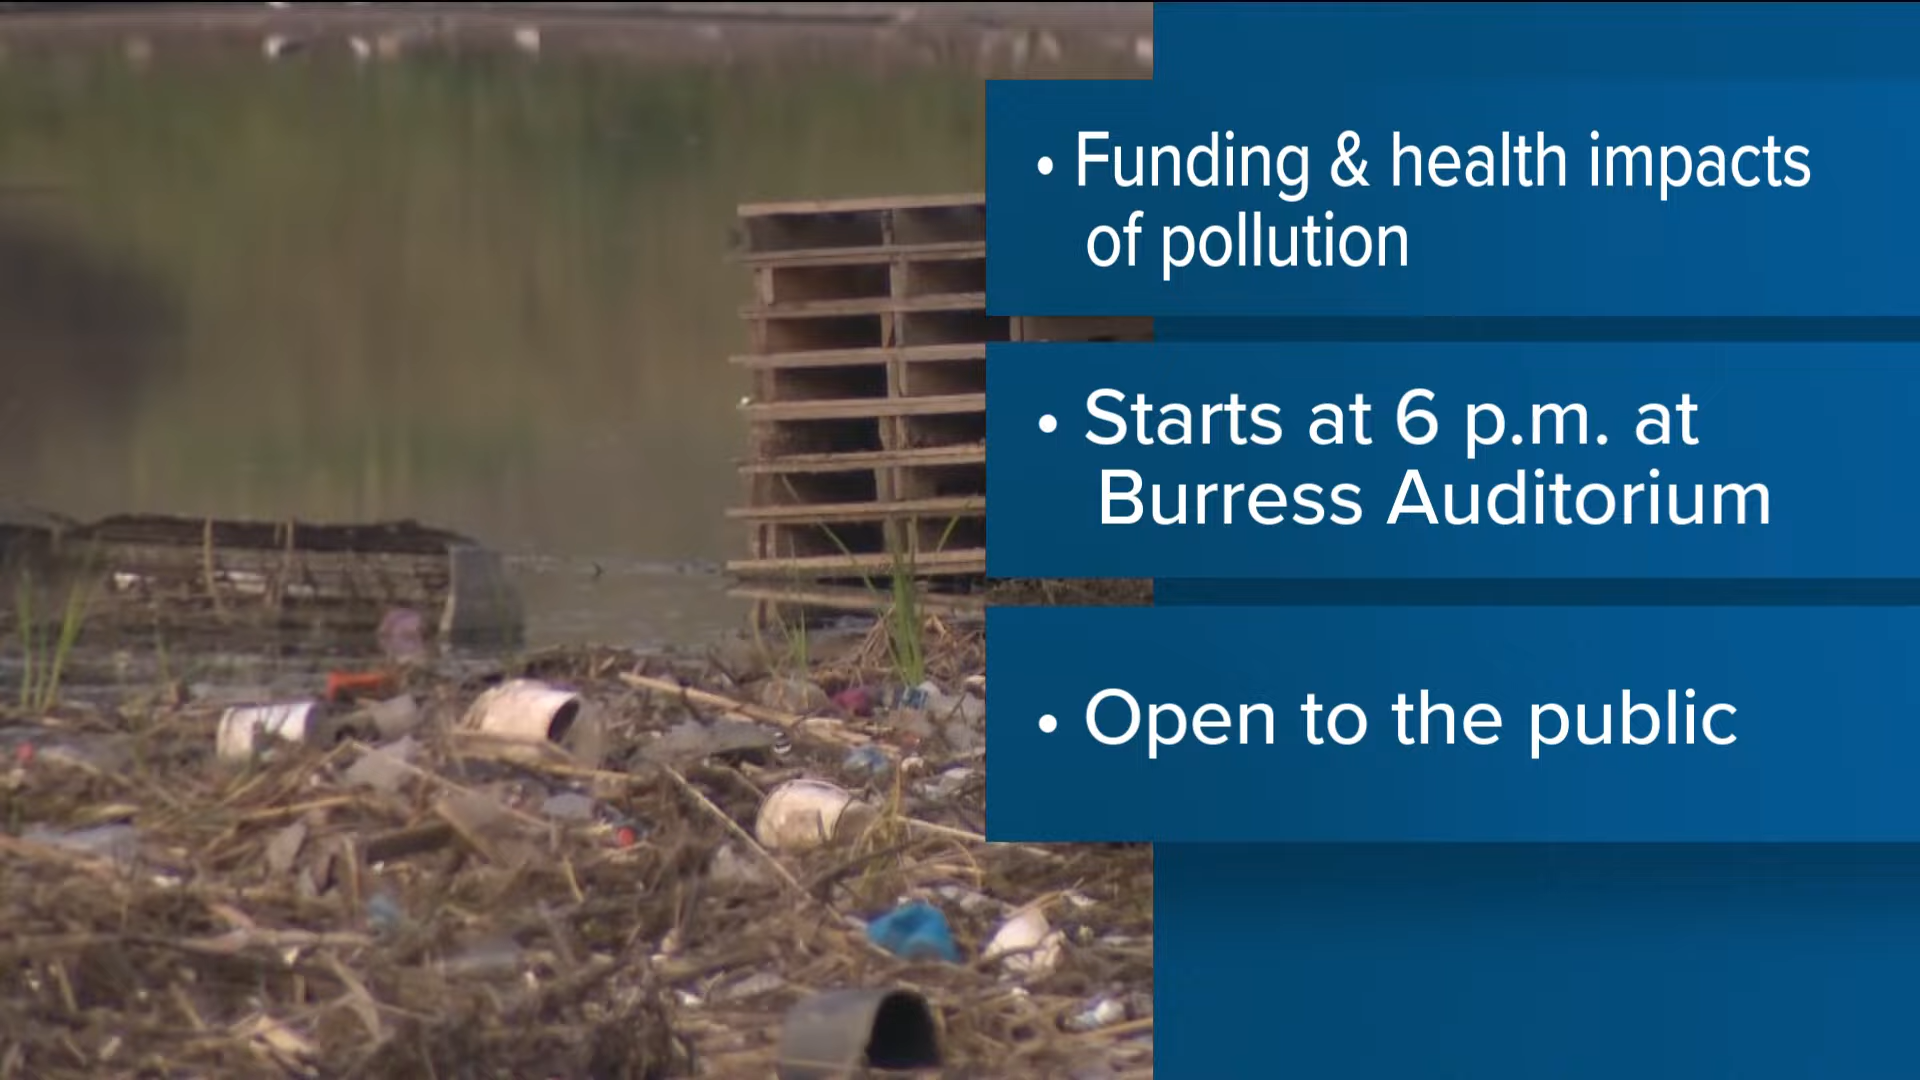 • Funding & health impacts
of pollution
• Starts at 6 p.m. at
Burress Auditorium
• Open to the public